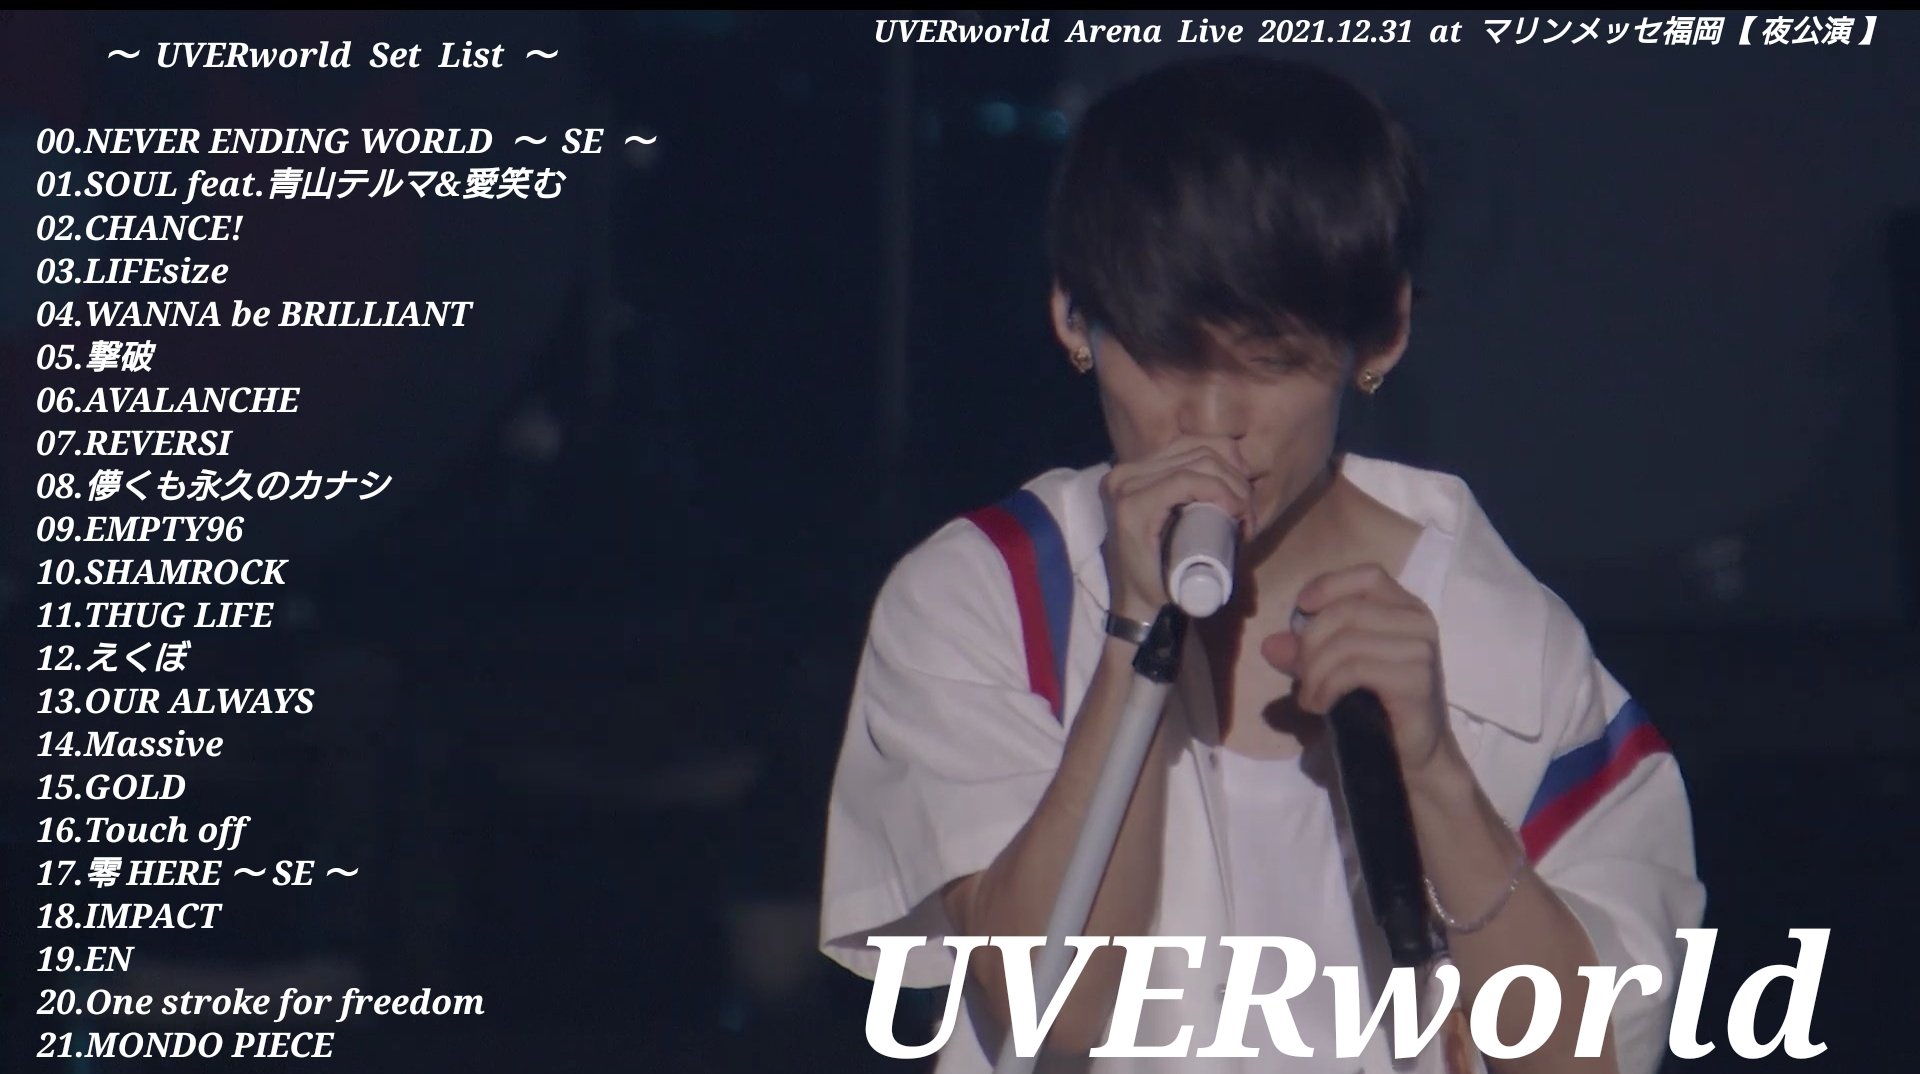 ～ UVERworld Set List ～
UVERworld Arena Live 2021.12.31 at マリンメッセ福岡【夜公演】
00.NEVER ENDING WORLD ～ SE ～
01.SOUL feat.青山テルマ&愛笑む
02.CHANCE!
03.LIFEsize
04.WANNA be BRILLIANT
05.撃破
06.AVALANCHE
07.REVERSI
08.儚くも永久のカナシ
09.EMPTY96
10.SHAMROCK
11.THUG LIFE
12.えくぼ
13.OUR ALWAYS
14.Massive
15.GOLD
16.Touch off
17.零 HERE ～ SE ～
18.IMPACT
19.EN
20.One stroke for freedom
21.MONDO PIECE
UVERworld